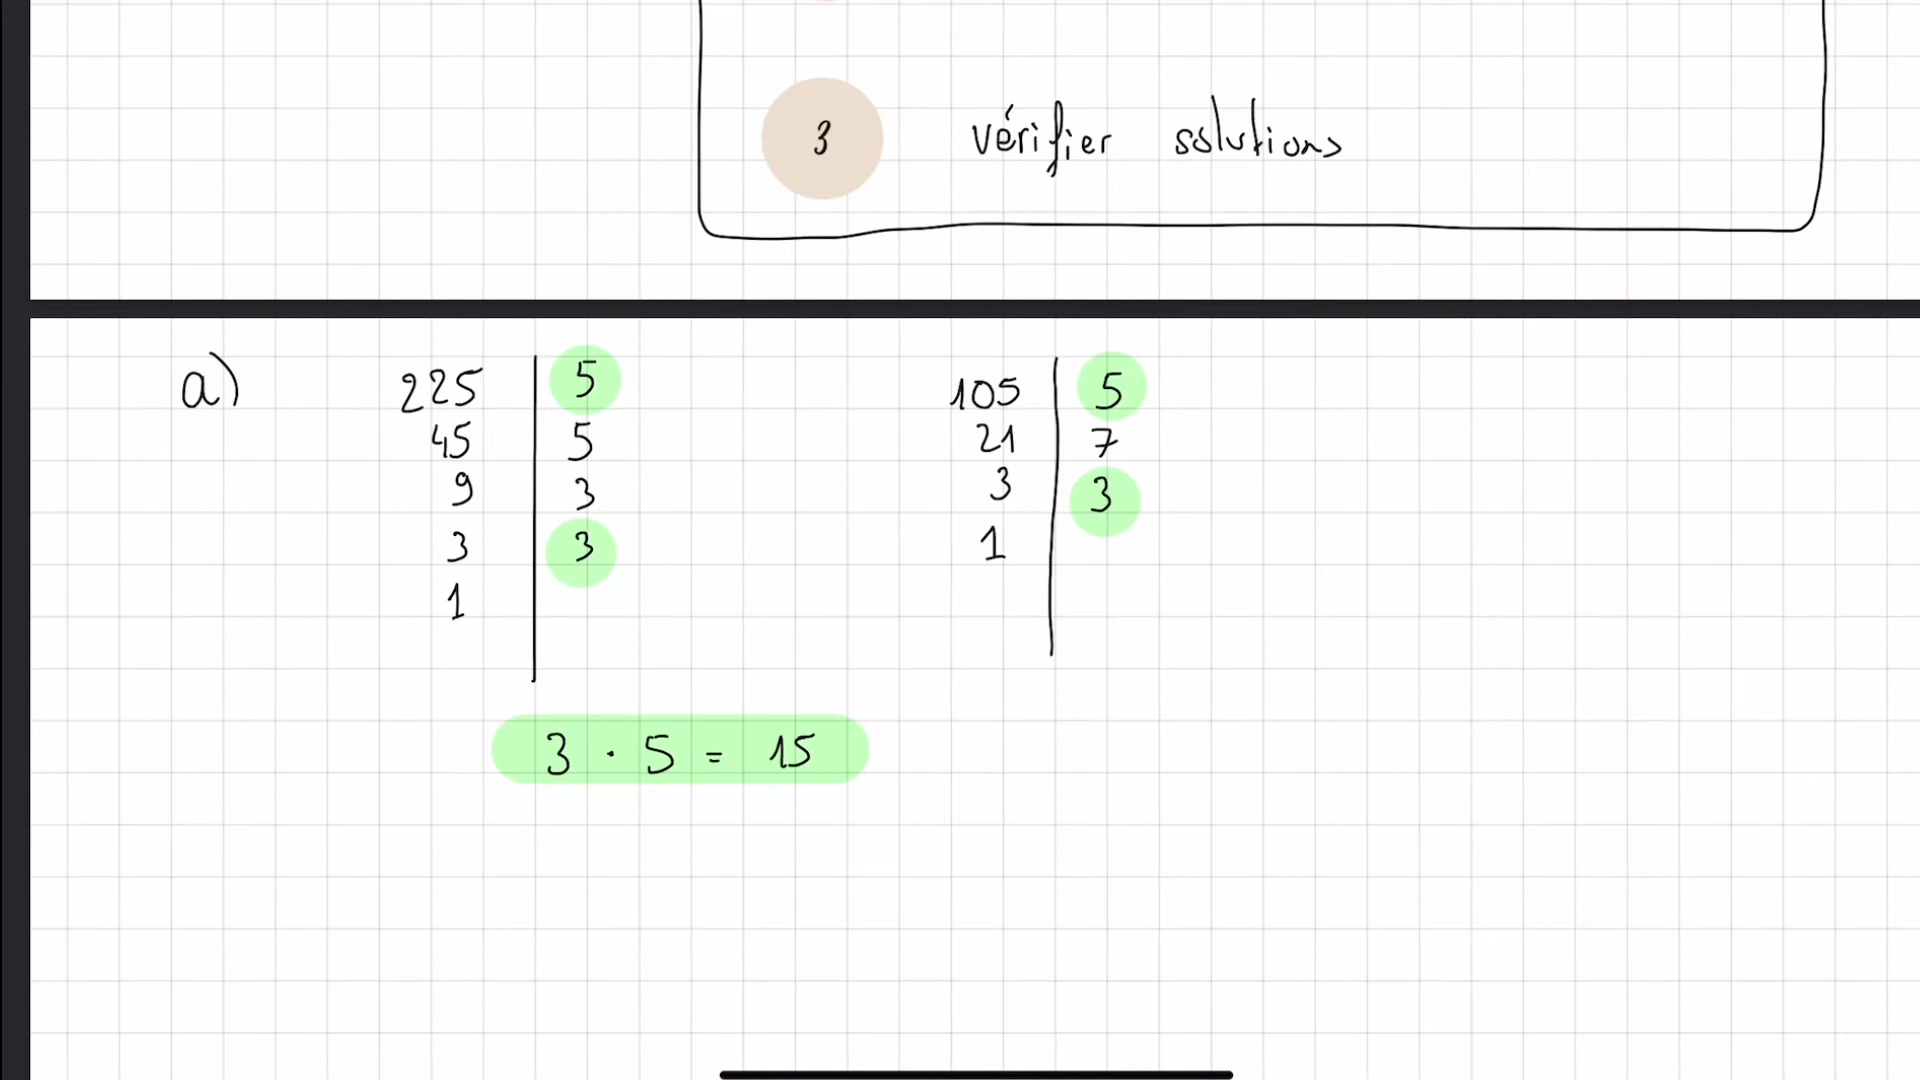 3 vérifier solutions
a) 225 5 105 5
45 5 21 7
9 3 3 3
3 3 1
1
3 · 5 = 15